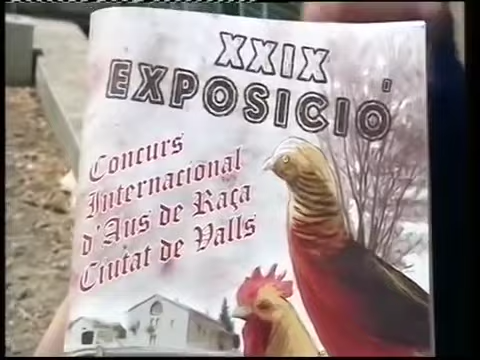 XXIX
EXPOSICIÓ
Concurs
Internacional
d'Aus de Raça
Ciutat de Valls